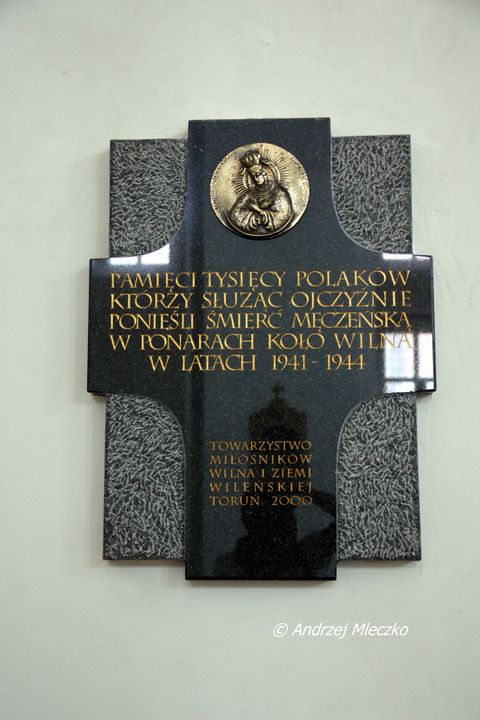 PAMIĘCI TYSIĘCY POLAKÓW
KTÓRZY SŁUŻĄC OJCZYŹNIE
PONIEŚLI ŚMIERĆ MĘCZEŃSKĄ
W PONARACH KOŁO WILNA
W LATACH 1941-1944
TOWARZYSTWO
MIŁOŚNIKÓW
WILNA I ZIEMI
WILEŃSKIEJ
TORUŃ 2000
© Andrzej Mleczko